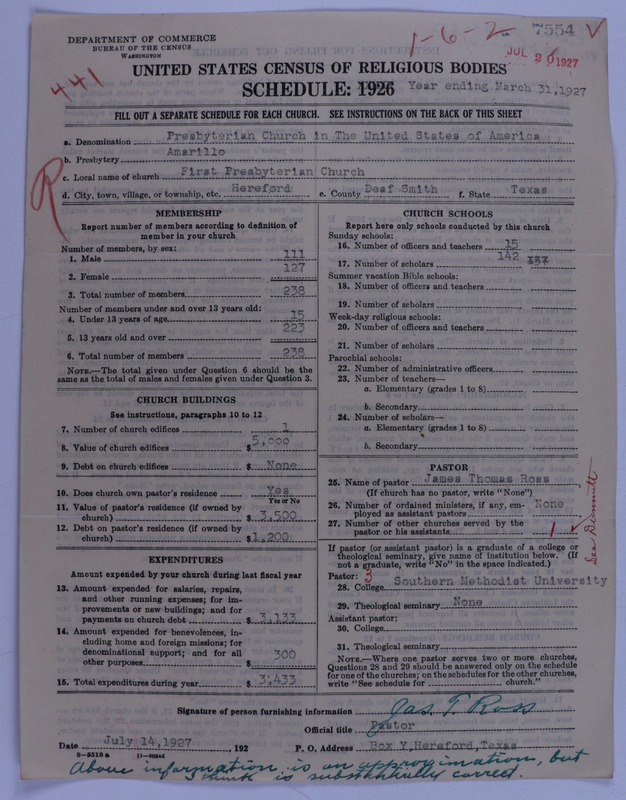 DEPARTMENT OF COMMERCE
BUREAU OF THE CENSUS
WASHINGTON
1-6-2
7554
JUL 20 1927
441
UNITED STATES CENSUS OF RELIGIOUS BODIES
SCHEDULE: 1926 Year ending March 31, 1927
FILL OUT A SEPARATE SCHEDULE FOR EACH CHURCH. SEE INSTRUCTIONS ON THE BACK OF THIS SHEET
R
a. Denomination Presbyterian Church in The United States of America
b. Presbytery Amarillo
c. Local name of church First Presbyterian Church
d. City, town, village, or township, etc. Hereford e. County Deaf Smith f. State Texas
MEMBERSHIP
Report number of members according to definition of
member in your church
Number of members, by sex:
1. Male 111
2. Female 127
3. Total number of members 238
Number of members under and over 13 years old:
4. Under 13 years of age 15
5. 13 years old and over 223
6. Total number of members 238
NOTE.—The total given under Question 6 should be the
same as the total of males and females given under Question 3.
CHURCH BUILDINGS
See instructions, paragraphs 10 to 12
7. Number of church edifices 1
8. Value of church edifices $ 5,000
9. Debt on church edifices $ None
10. Does church own pastor's residence Yes
Yes or No
11. Value of pastor's residence (if owned by
church) $ 3,500
12. Debt on pastor's residence (if owned by
church) $ 1,200
EXPENDITURES
Amount expended by your church during last fiscal year
13. Amount expended for salaries, repairs,
and other running expenses; for im-
provements or new buildings; and for
payments on church debt $ 3,133
14. Amount expended for benevolences, in-
cluding home and foreign missions; for
denominational support; and for all
other purposes $ 300
15. Total expenditures during year $ 3,433
CHURCH SCHOOLS
Report here only schools conducted by this church
Sunday schools:
16. Number of officers and teachers 15
17. Number of scholars 142 157
Summer vacation Bible schools:
18. Number of officers and teachers
19. Number of scholars
Week-day religious schools:
20. Number of officers and teachers
21. Number of scholars
Parochial schools:
22. Number of administrative officers
23. Number of teachers—
a. Elementary (grades 1 to 8)
b. Secondary
24. Number of scholars—
a. Elementary (grades 1 to 8)
b. Secondary
PASTOR
25. Name of pastor James Thomas Ross
(If church has no pastor, write "None")
26. Number of ordained ministers, if any, em- None
ployed as assistant pastors
27. Number of other churches served by the
pastor or his assistants 1
See Dimmitt
If pastor (or assistant pastor) is a graduate of a college or
theological seminary, give name of institution below. (If
not a graduate, write "No" in the space indicated.)
Pastor: 3
28. College Southern Methodist University
29. Theological seminary None
Assistant pastor:
30. College
31. Theological seminary
NOTE.—Where one pastor serves two or more churches,
Questions 28 and 29 should be answered only on the schedule
for one of the churches; on the schedules for the other churches,
write "See schedule for church."
Signature of person furnishing information Jas. T. Ross
Official title Pastor
Date July 14, 1927 192 P. O. Address Box Y, Hereford, Texas
8-5518 a
Above information is an approximation, but
I think is substantially correct.